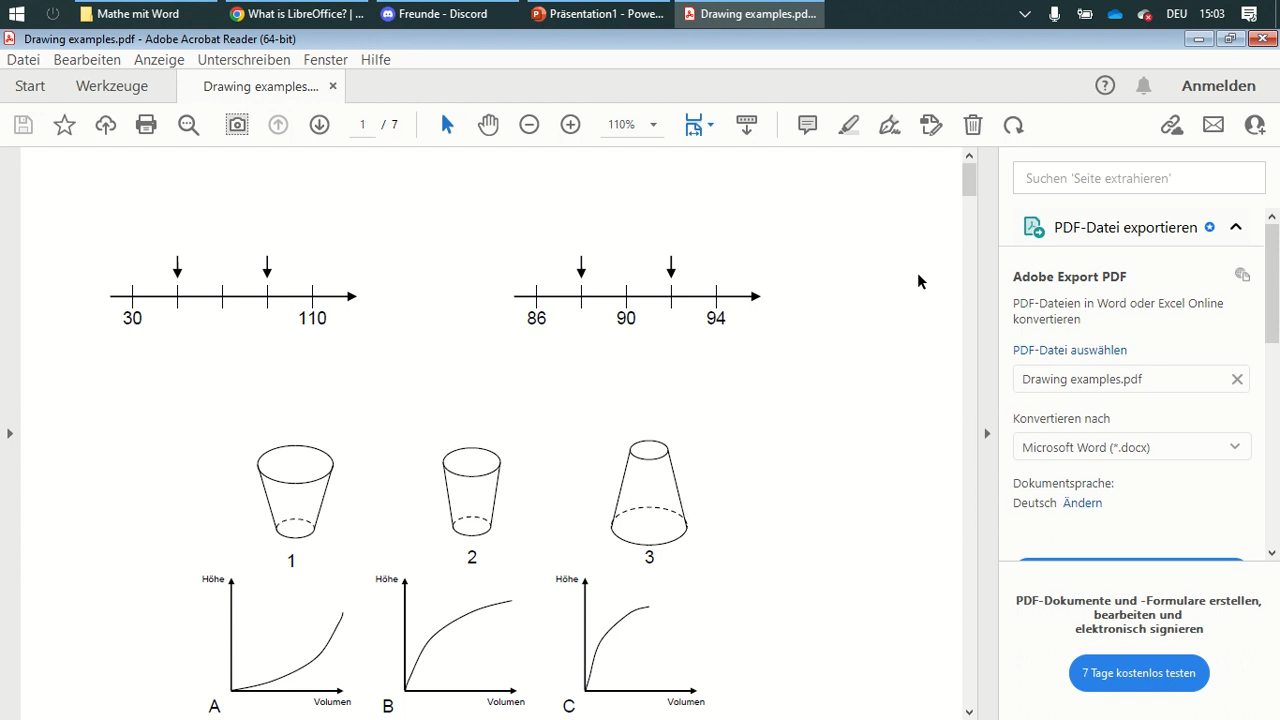 Mathe mit Word
What is LibreOffice? | ...
Freunde - Discord
Präsentation1 - Powe...
Drawing examples.pd...
DEU
15:03
Drawing examples.pdf - Adobe Acrobat Reader (64-bit)
Datei Bearbeiten Anzeige Unterschreiben Fenster Hilfe
Start Werkzeuge Drawing examples.... ×
Anmelden
1 / 7
110%
30 110
86 90 94
1 2 3
Höhe Höhe Höhe
Volumen Volumen Volumen
A B C
Suchen 'Seite extrahieren'
PDF-Datei exportieren
Adobe Export PDF
PDF-Dateien in Word oder Excel Online
konvertieren
PDF-Datei auswählen
Drawing examples.pdf
Konvertieren nach
Microsoft Word (*.docx)
Dokumentsprache:
Deutsch Ändern
PDF-Dokumente und -Formulare erstellen,
bearbeiten und
elektronisch signieren
7 Tage kostenlos testen